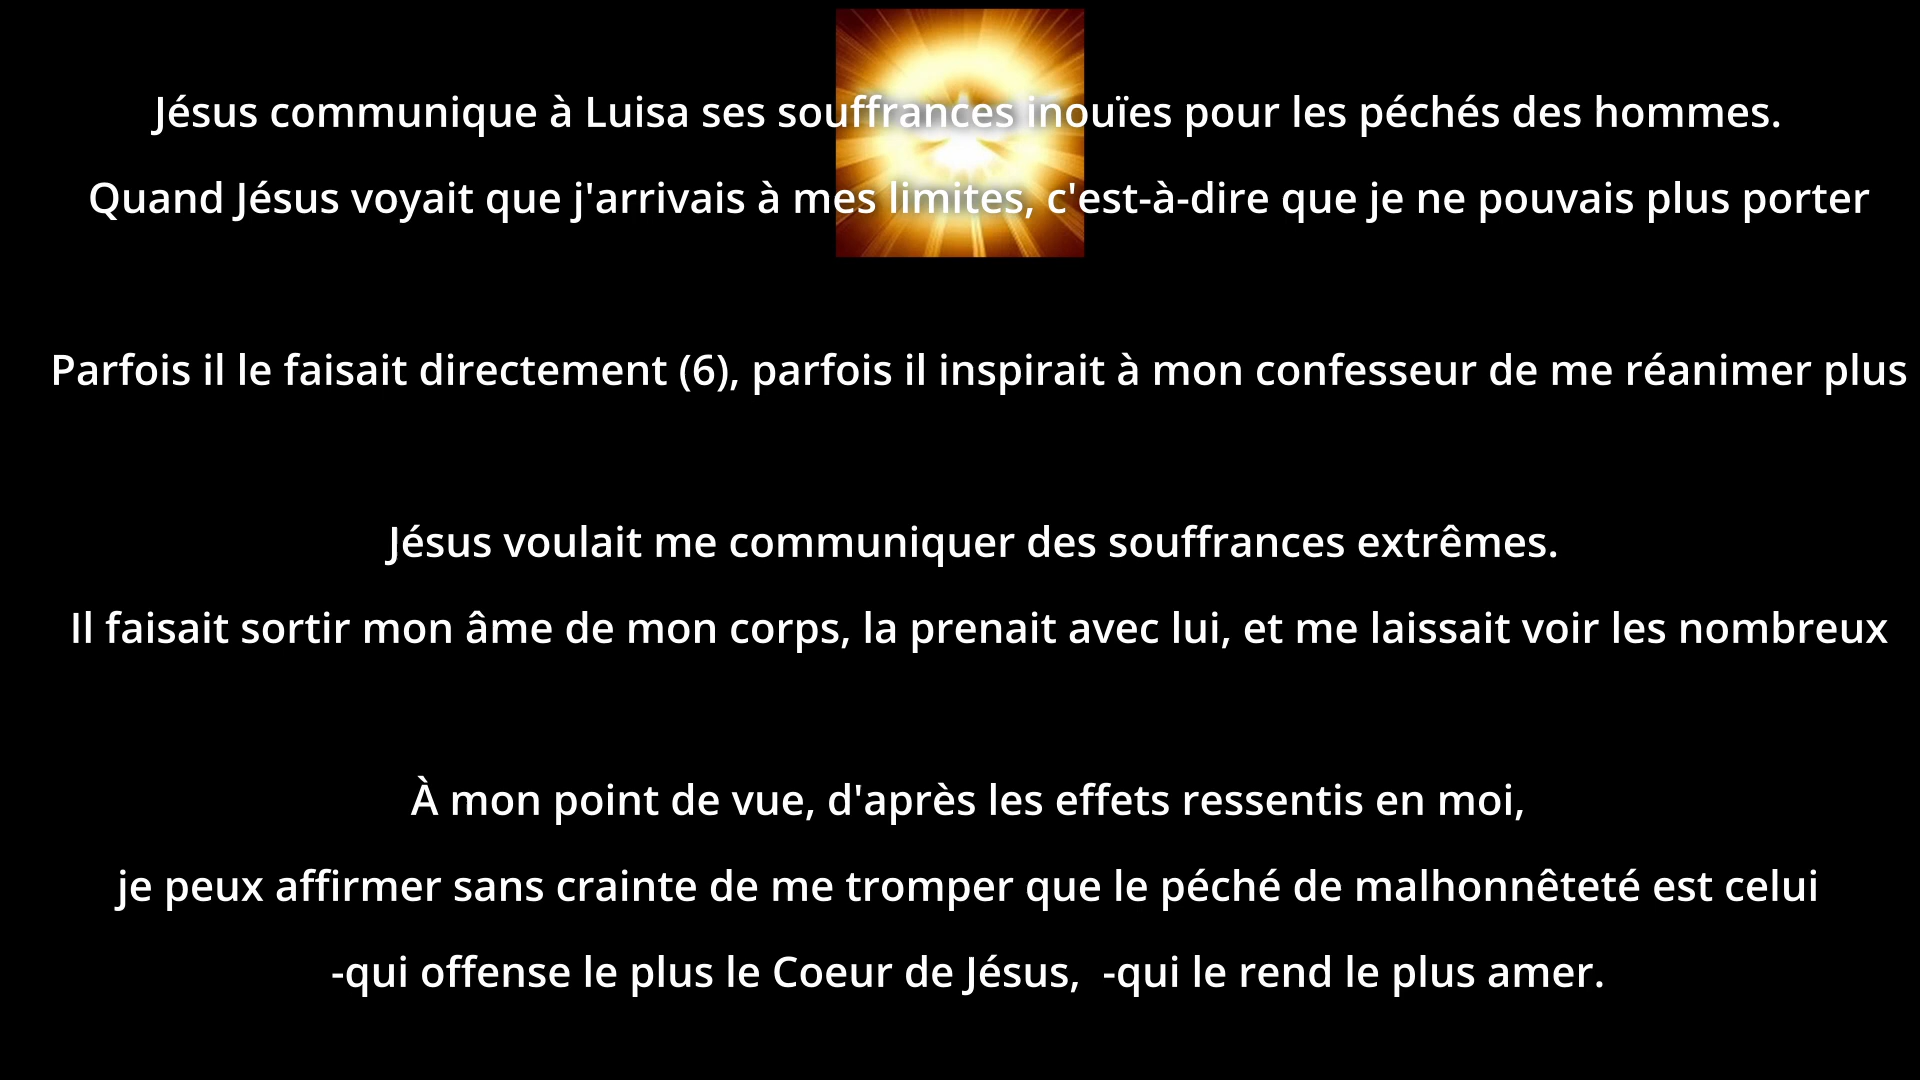 Jésus communique à Luisa ses souffrances inouïes pour les péchés des hommes.
Quand Jésus voyait que j'arrivais à mes limites, c'est-à-dire que je ne pouvais plus porter
Parfois il le faisait directement (6), parfois il inspirait à mon confesseur de me réanimer plus
Jésus voulait me communiquer des souffrances extrêmes.
Il faisait sortir mon âme de mon corps, la prenait avec lui, et me laissait voir les nombreux
À mon point de vue, d'après les effets ressentis en moi,
je peux affirmer sans crainte de me tromper que le péché de malhonnêteté est celui
-qui offense le plus le Coeur de Jésus,  -qui le rend le plus amer.